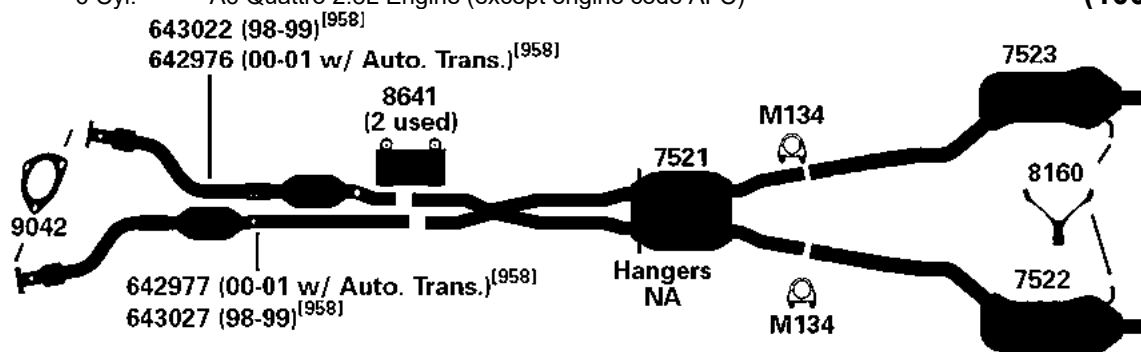 643022 (98-99)[958]
642976 (00-01 w/ Auto. Trans.)[958]
8641
(2 used)
M134
7523
7521
8160
9042
Hangers
NA
642977 (00-01 w/ Auto. Trans.)[958]
643027 (98-99)[958]
M134
7522